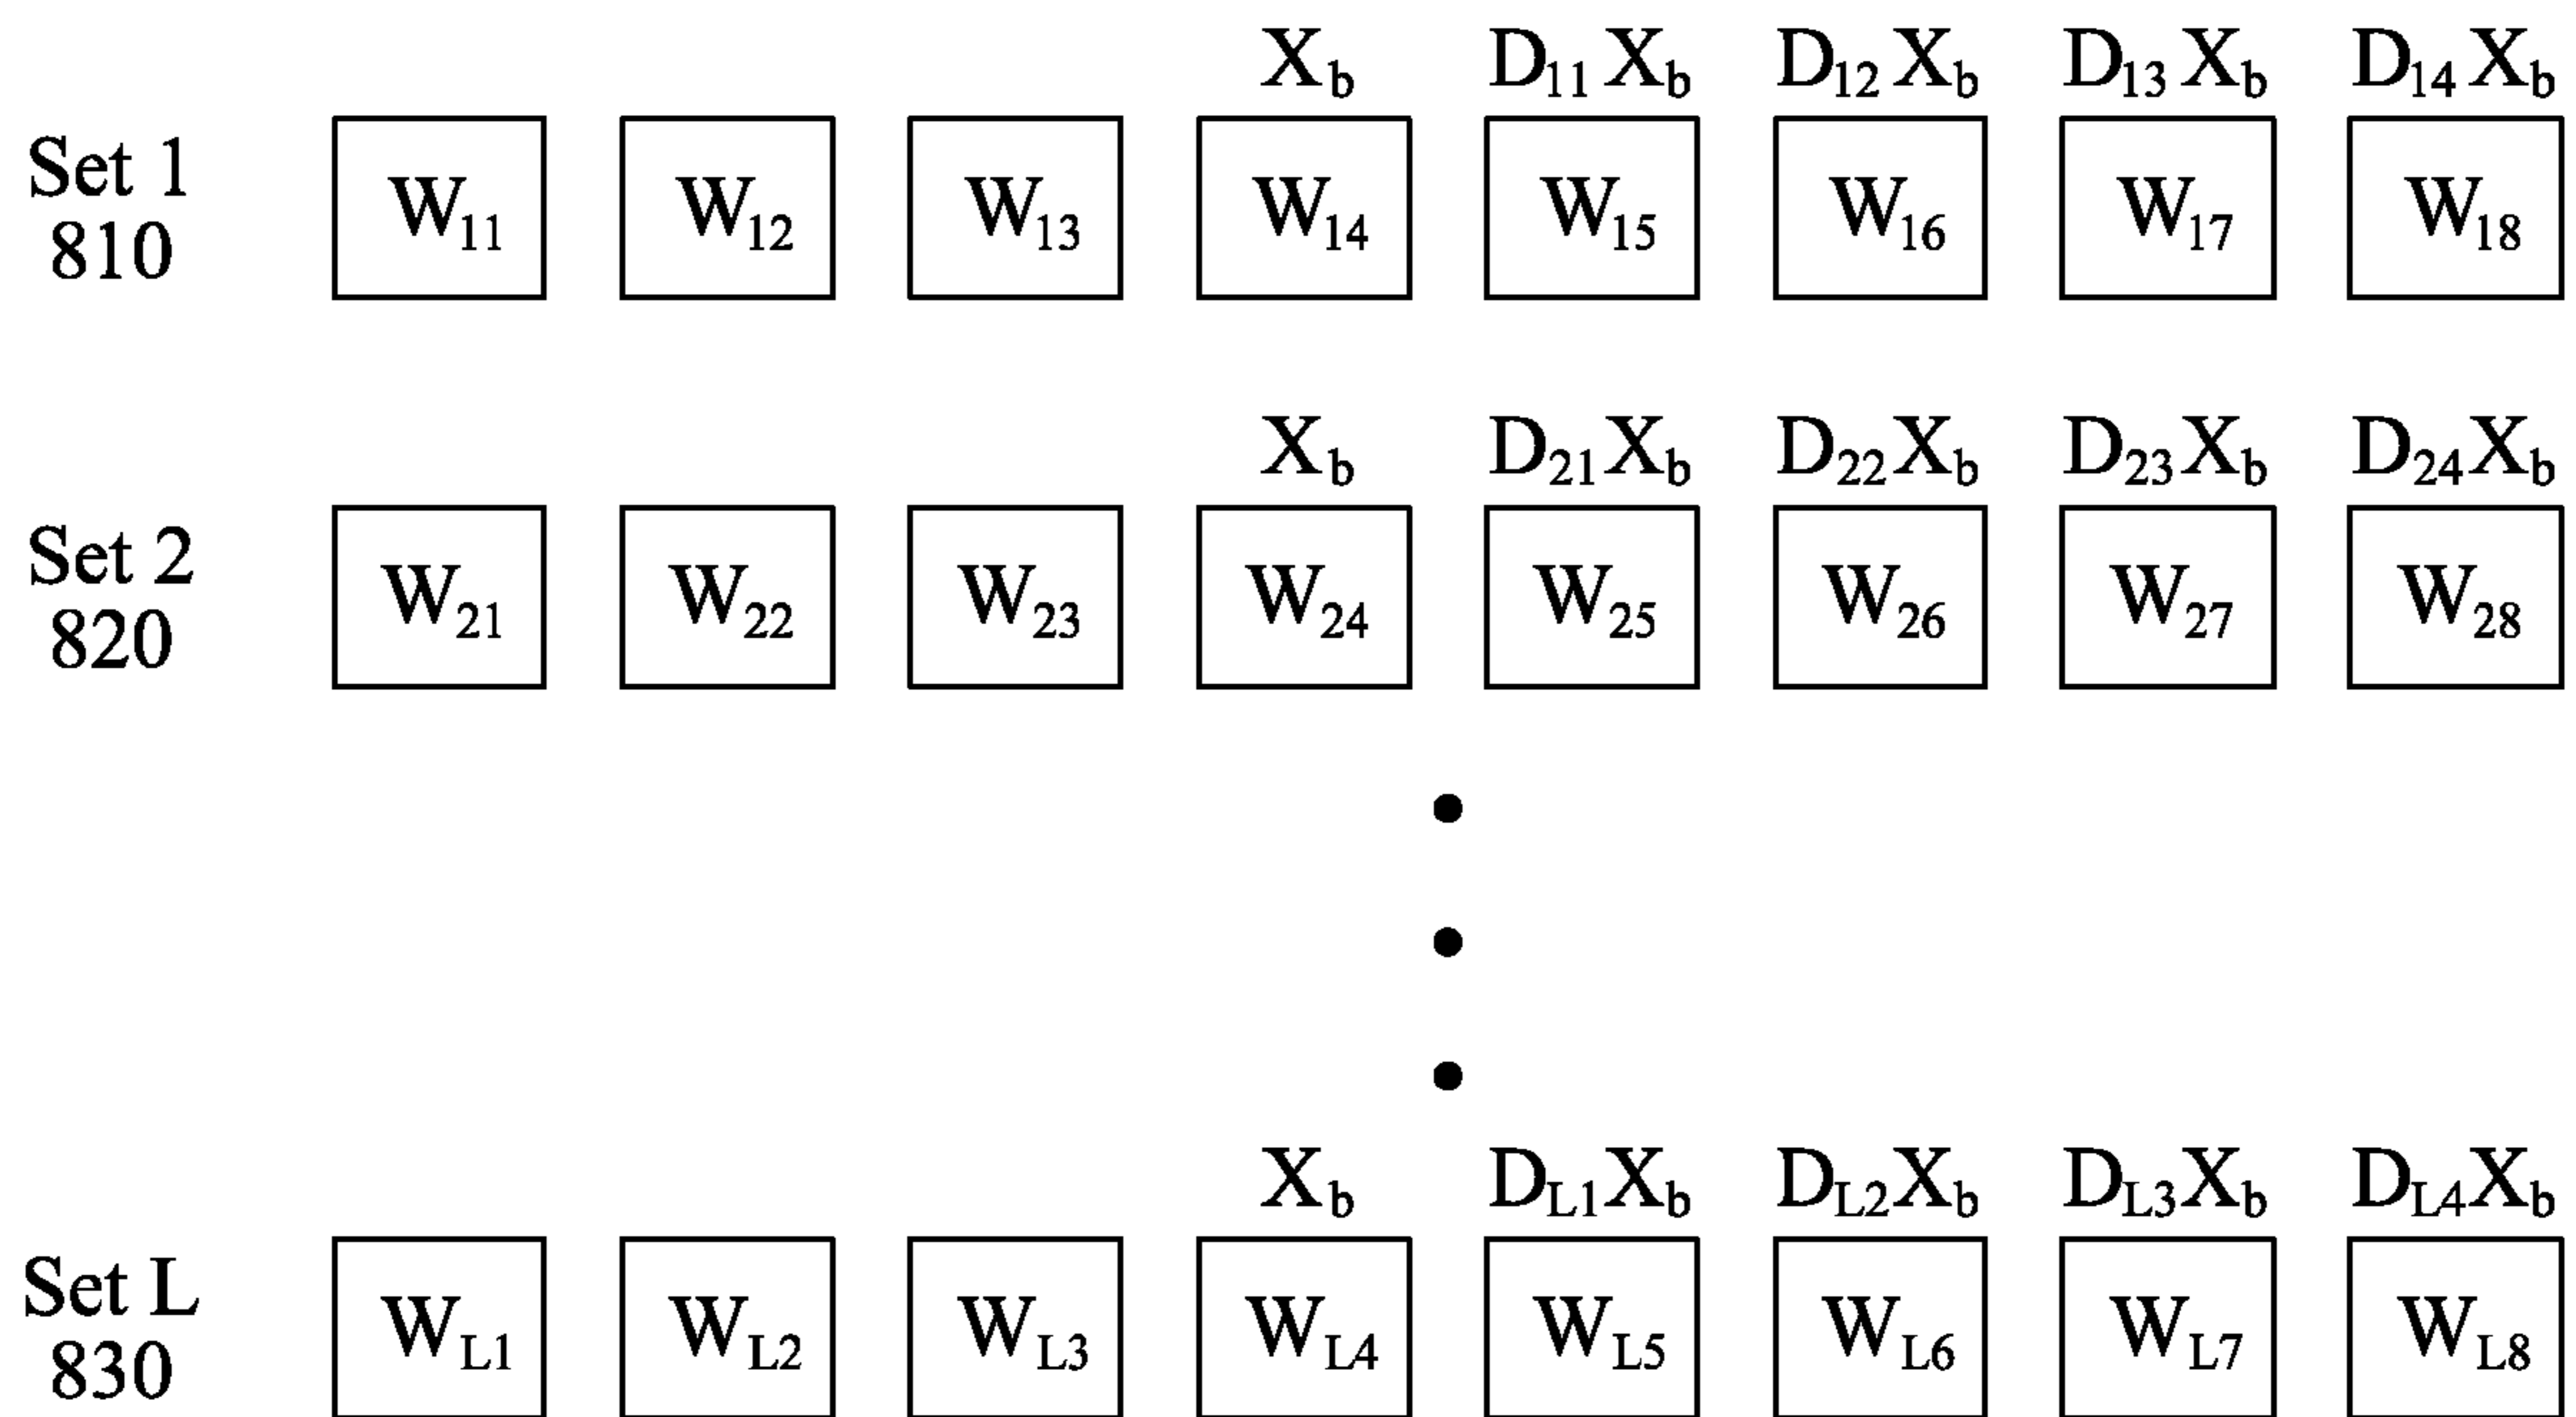 X_b D_11 X_b D_12 X_b D_13 X_b D_14 X_b
Set 1
810
W_11 W_12 W_13 W_14 W_15 W_16 W_17 W_18
X_b D_21 X_b D_22 X_b D_23 X_b D_24 X_b
Set 2
820
W_21 W_22 W_23 W_24 W_25 W_26 W_27 W_28
X_b D_L1 X_b D_L2 X_b D_L3 X_b D_L4 X_b
Set L
830
W_L1 W_L2 W_L3 W_L4 W_L5 W_L6 W_L7 W_L8